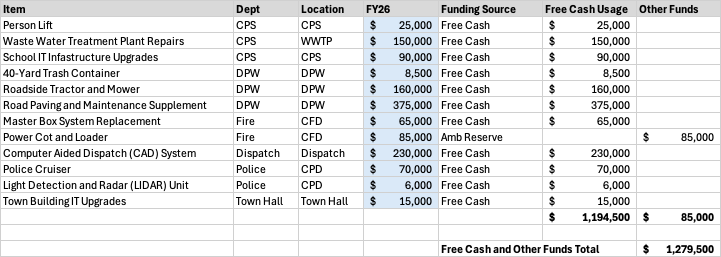 Item Dept Location FY26 Funding Source Free Cash Usage Other Funds
Person Lift CPS CPS $ 25,000 Free Cash $ 25,000
Waste Water Treatment Plant Repairs CPS WWTP $ 150,000 Free Cash $ 150,000
School IT Infastructure Upgrades CPS CPS $ 90,000 Free Cash $ 90,000
40-Yard Trash Container DPW DPW $ 8,500 Free Cash $ 8,500
Roadside Tractor and Mower DPW DPW $ 160,000 Free Cash $ 160,000
Road Paving and Maintenance Supplement DPW DPW $ 375,000 Free Cash $ 375,000
Master Box System Replacement Fire CFD $ 65,000 Free Cash $ 65,000
Power Cot and Loader Fire CFD $ 85,000 Amb Reserve $ 85,000
Computer Aided Dispatch (CAD) System Dispatch Dispatch $ 230,000 Free Cash $ 230,000
Police Cruiser Police CPD $ 70,000 Free Cash $ 70,000
Light Detection and Radar (LIDAR) Unit Police CPD $ 6,000 Free Cash $ 6,000
Town Building IT Upgrades Town Hall Town Hall $ 15,000 Free Cash $ 15,000
$ 1,194,500 $ 85,000
Free Cash and Other Funds Total $ 1,279,500